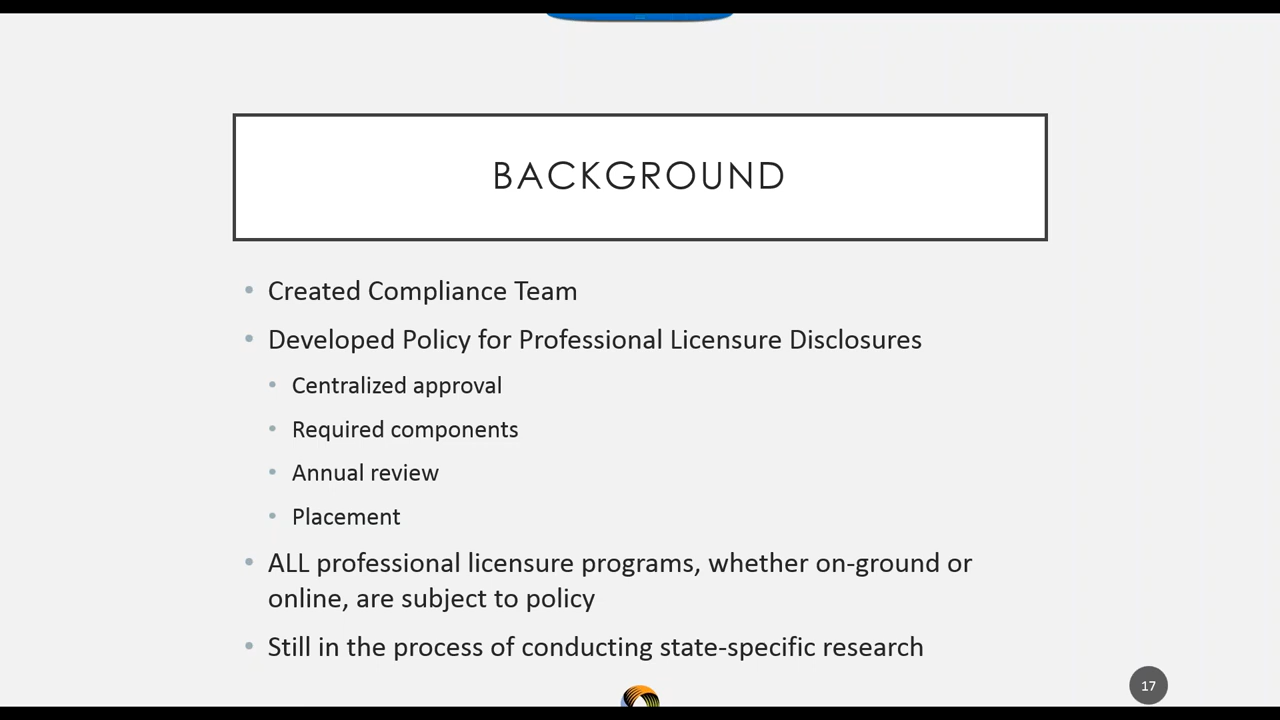 BACKGROUND
• Created Compliance Team
• Developed Policy for Professional Licensure Disclosures
• Centralized approval
• Required components
• Annual review
• Placement
• ALL professional licensure programs, whether on-ground or
online, are subject to policy
• Still in the process of conducting state-specific research
17